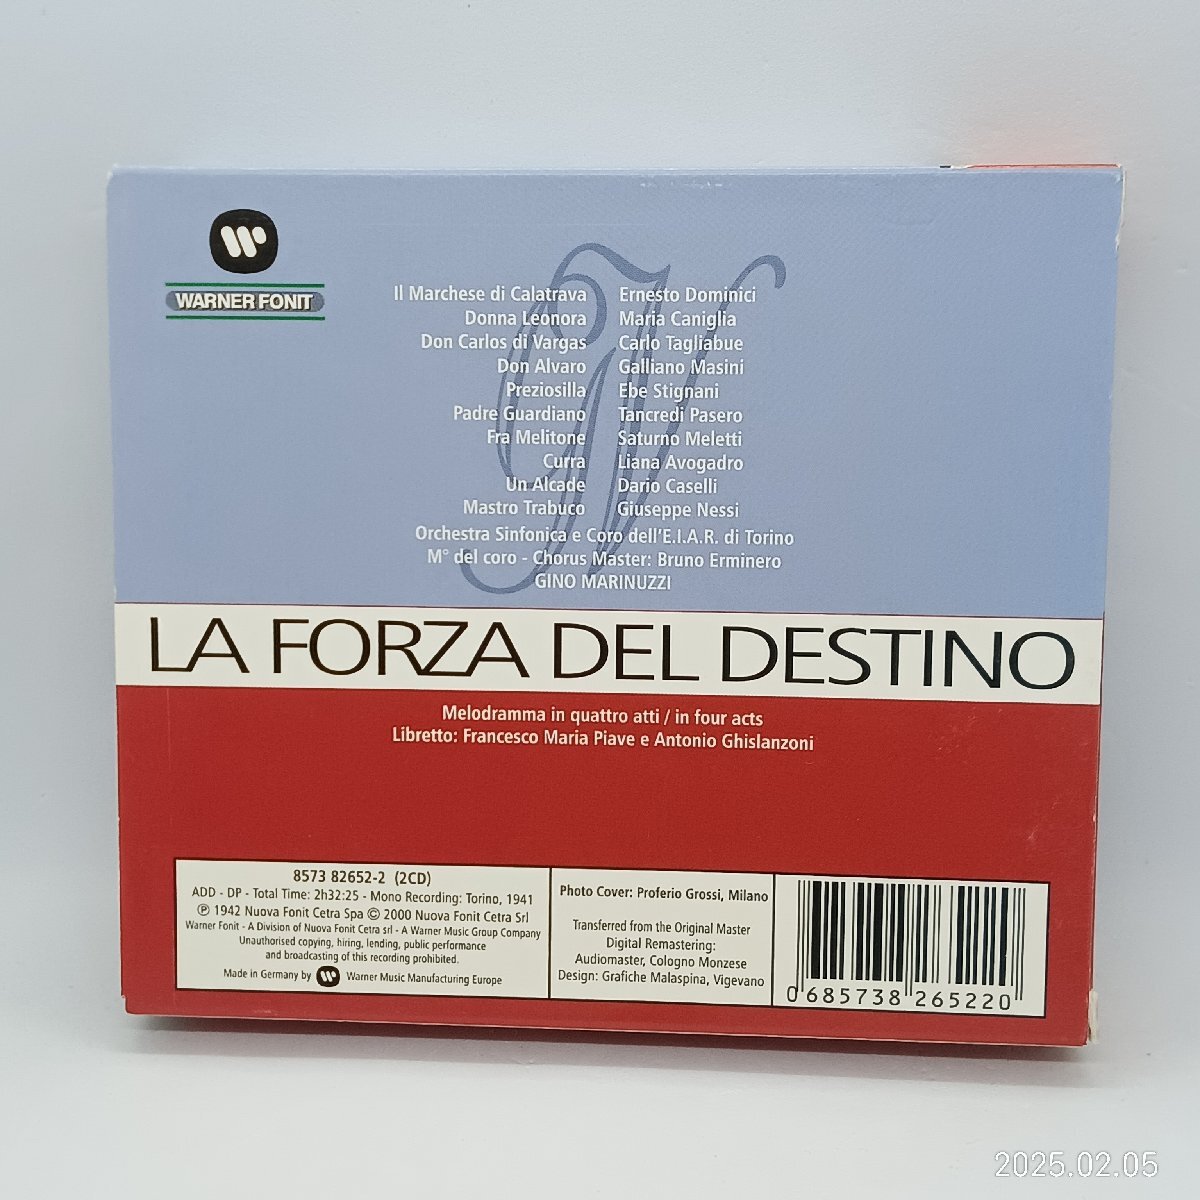 WARNER FONIT
Il Marchese di Calatrava Ernesto Dominici
Donna Leonora Maria Caniglia
Don Carlos di Vargas Carlo Tagliabue
Don Alvaro Galliano Masini
Preziosilla Ebe Stignani
Padre Guardiano Tancredi Pasero
Fra Melitone Saturno Meletti
Curra Liana Avogadro
Un Alcade Dario Caselli
Mastro Trabuco Giuseppe Nessi
Orchestra Sinfonica e Coro dell'E.I.A.R. di Torino
M° del coro - Chorus Master: Bruno Erminero
GINO MARINUZZI
LA FORZA DEL DESTINO
Melodramma in quattro atti / in four acts
Libretto: Francesco Maria Piave e Antonio Ghislanzoni
8573 82652-2 (2CD)
ADD - DP - Total Time: 2h32:25 - Mono Recording: Torino, 1941
℗ 1942 Nuova Fonit Cetra Spa © 2000 Nuova Fonit Cetra Srl
Warner Fonit - A Division of Nuova Fonit Cetra srl - A Warner Music Group Company
Unauthorised copying, hiring, lending, public performance
and broadcasting of this recording prohibited.
Made in Germany by Warner Music Manufacturing Europe
Photo Cover: Proferio Grossi, Milano
Transferred from the Original Master
Digital Remastering:
Audiomaster, Cologno Monzese
Design: Grafiche Malaspina, Vigevano
0 685738 265220
2025.02.05